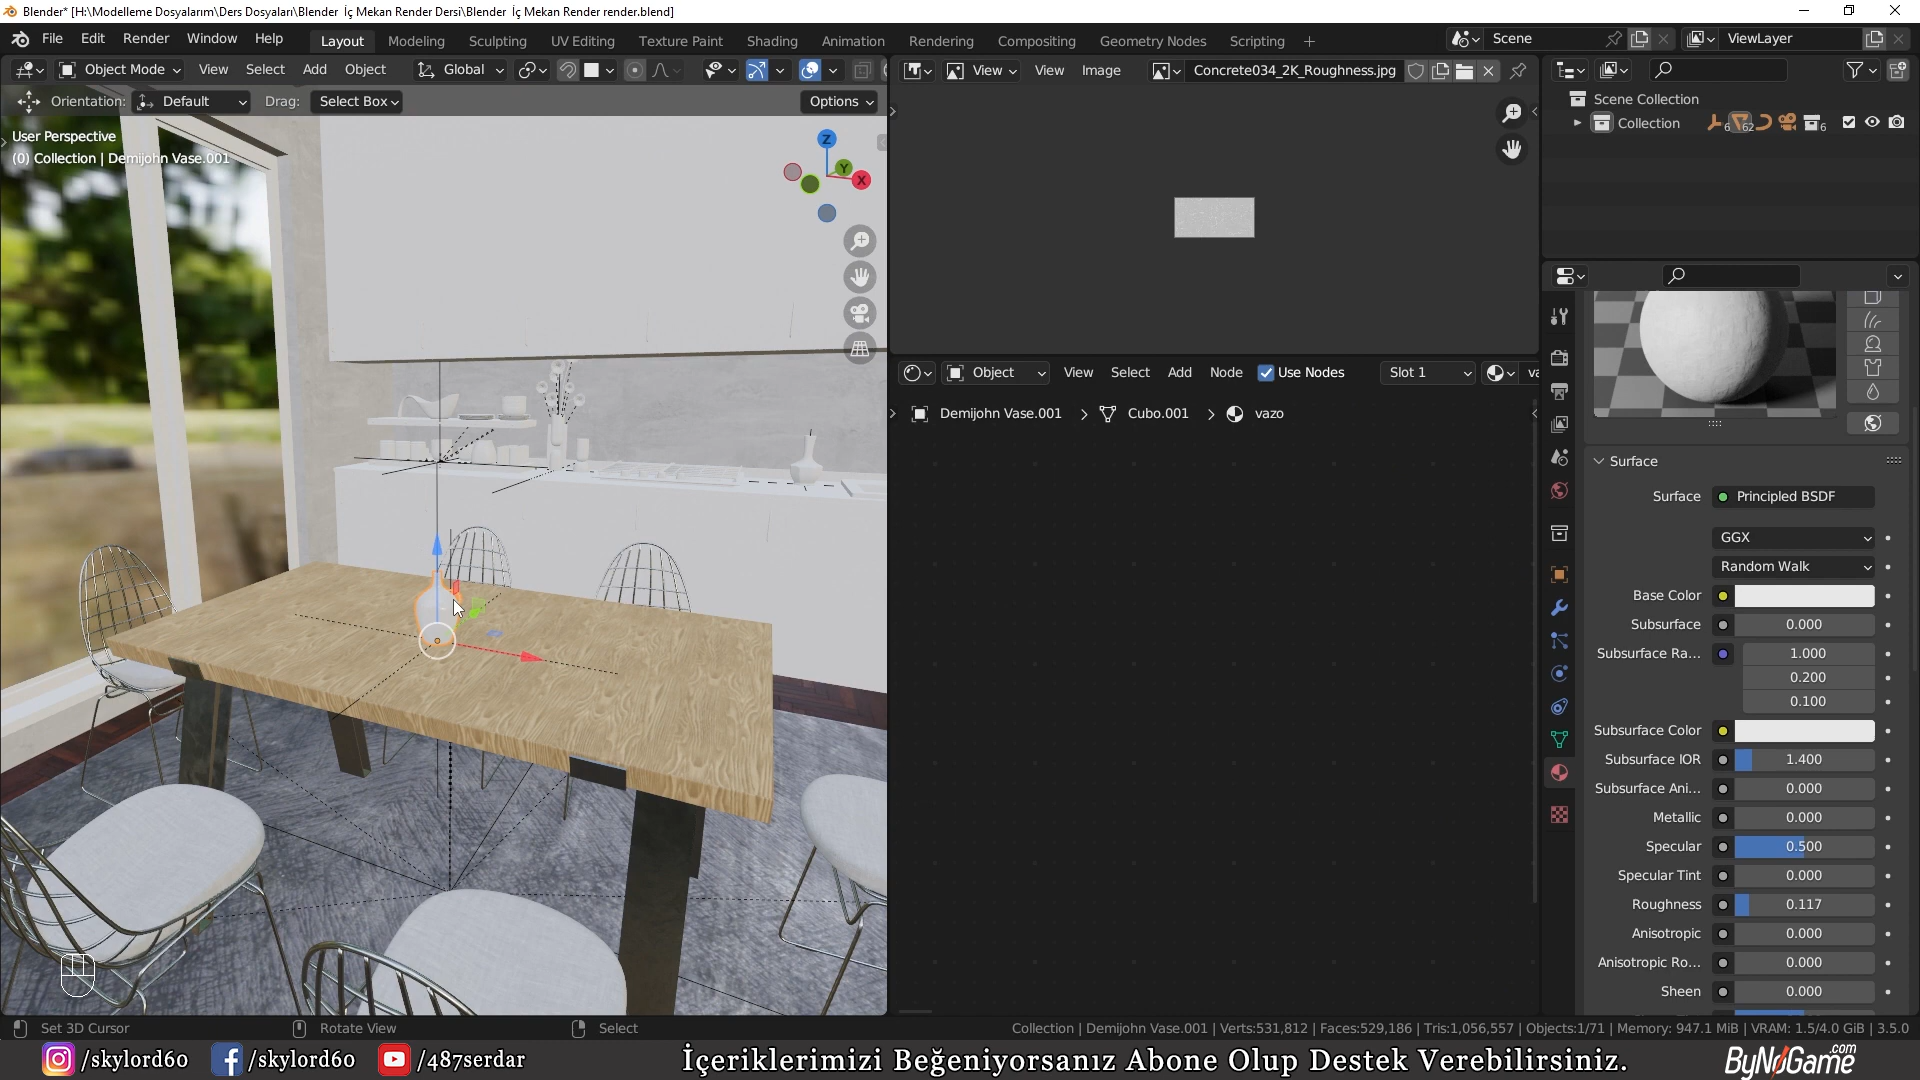 Blender* [H:\Modelleme Dosyalarım\Ders Dosyaları\Blender İç Mekan Render Dersi\Blender İç Mekan Render render.blend]
File Edit Render Window Help
Layout Modeling Sculpting UV Editing Texture Paint Shading Animation Rendering Compositing Geometry Nodes Scripting +
Scene
ViewLayer
Object Mode View Select Add Object Global
View View Image Concrete034_2K_Roughness.jpg
Orientation: Default Drag: Select Box Options
User Perspective
(0) Collection | Demijohn Vase.001
Z
Y
X
Scene Collection
Collection 6 62 6
Object View Select Add Node Use Nodes Slot 1 va
Demijohn Vase.001 > Cubo.001 > vazo
Surface
Surface Principled BSDF
GGX
Random Walk
Base Color
Subsurface 0.000
Subsurface Ra... 1.000
0.200
0.100
Subsurface Color
Subsurface IOR 1.400
Subsurface Ani... 0.000
Metallic 0.000
Specular 0.500
Specular Tint 0.000
Roughness 0.117
Anisotropic 0.000
Anisotropic Ro... 0.000
Sheen 0.000
Set 3D Cursor Rotate View Select
Collection | Demijohn Vase.001 | Verts:531,812 | Faces:529,186 | Tris:1,056,557 | Objects:1/71 | Memory: 947.1 MiB | VRAM: 1.5/4.0 GiB | 3.5.0
/skylord60 /skylord60 /487serdar İçeriklerimizi Beğeniyorsanız Abone Olup Destek Verebilirsiniz. ByNoGame.com